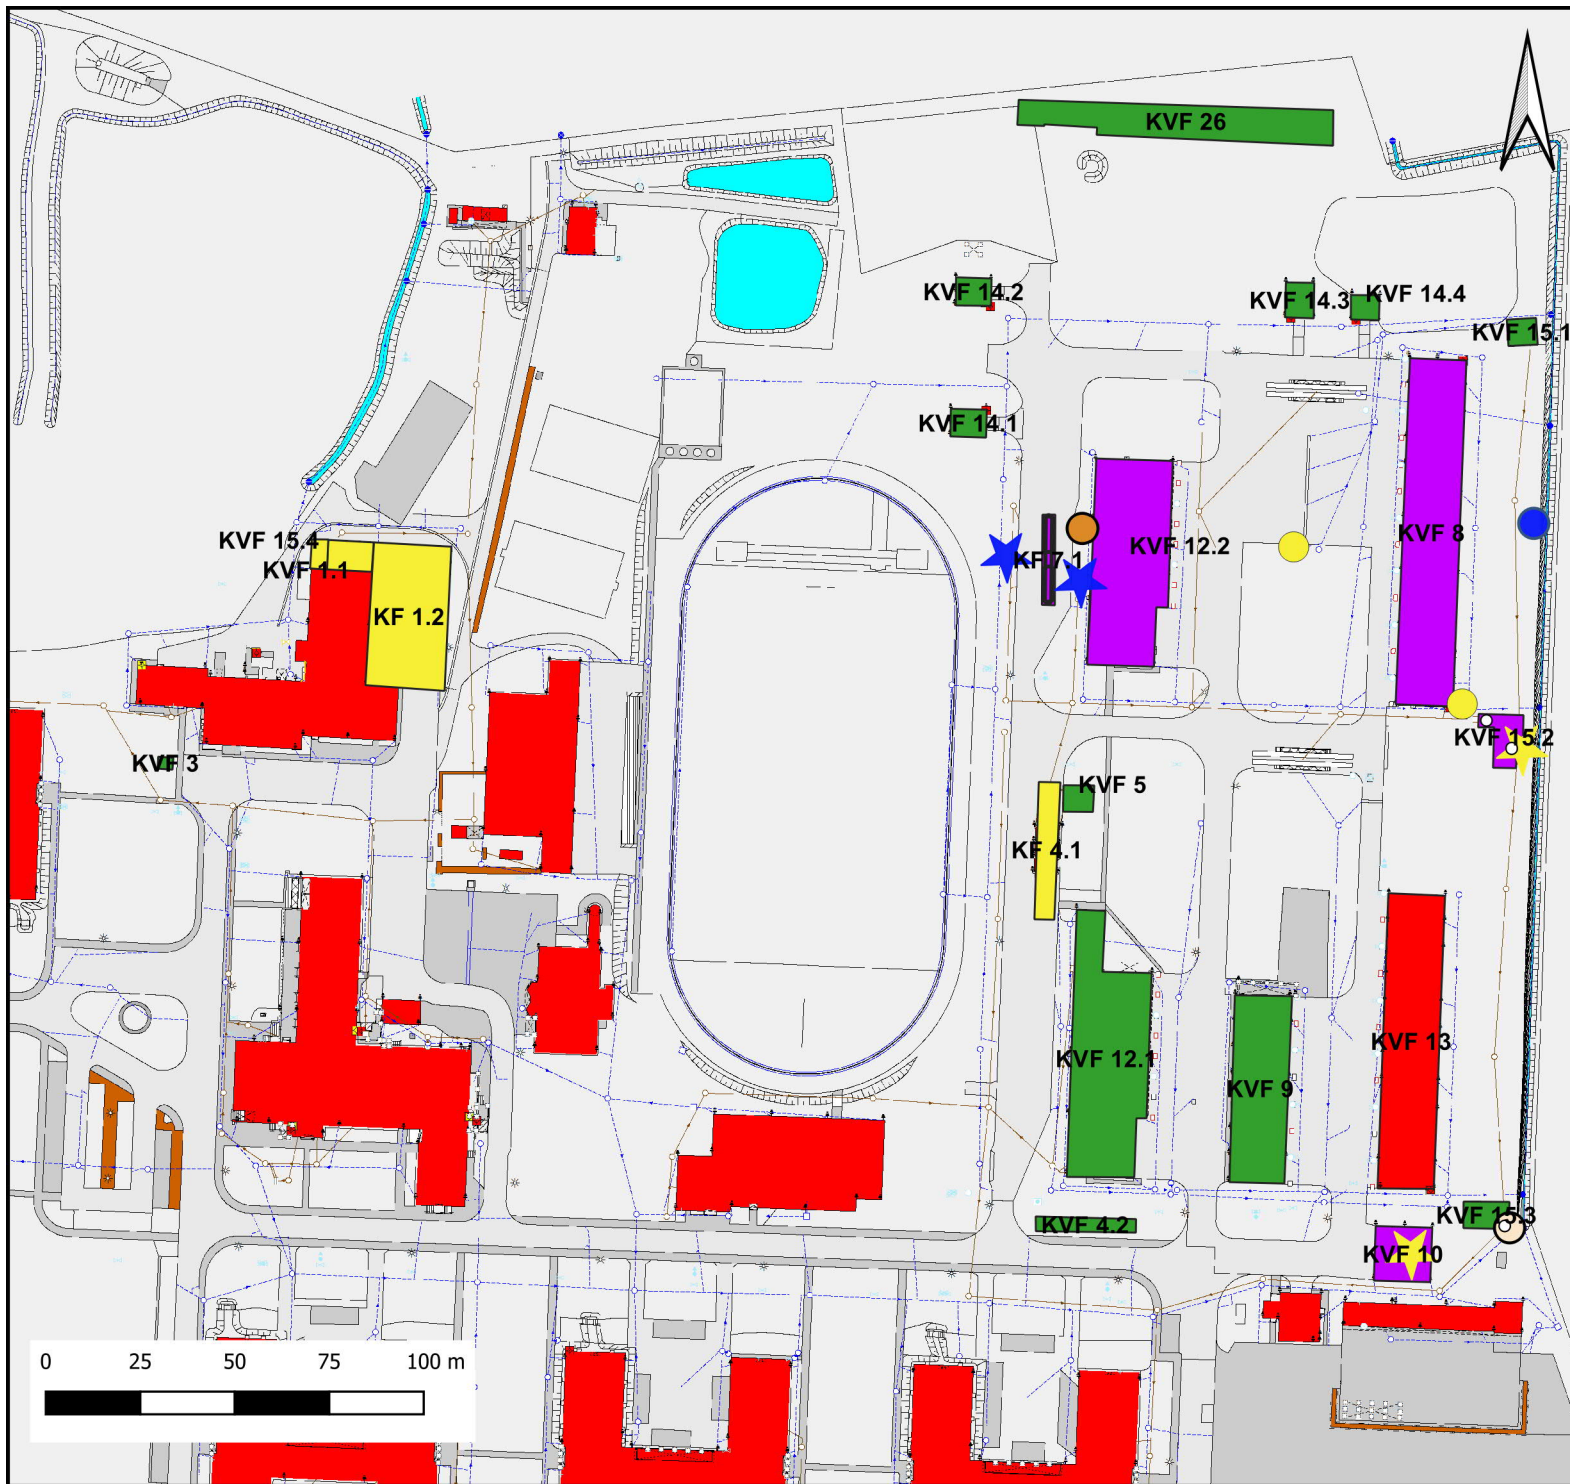 KVF 26
KVF 14.2
KVF 14.3
KVF 14.4
KVF 15.1
KVF 14.1
KVF 15.4
KVF 1.1
KF 7.1
KVF 12.2
KVF 8
KF 1.2
KVF 15.2
KVF 3
KVF 5
KF 4.1
KVF 13
KVF 12.1
KVF 9
KVF 4.2
KVF 15.3
KVF 10
0 25 50 75 100 m